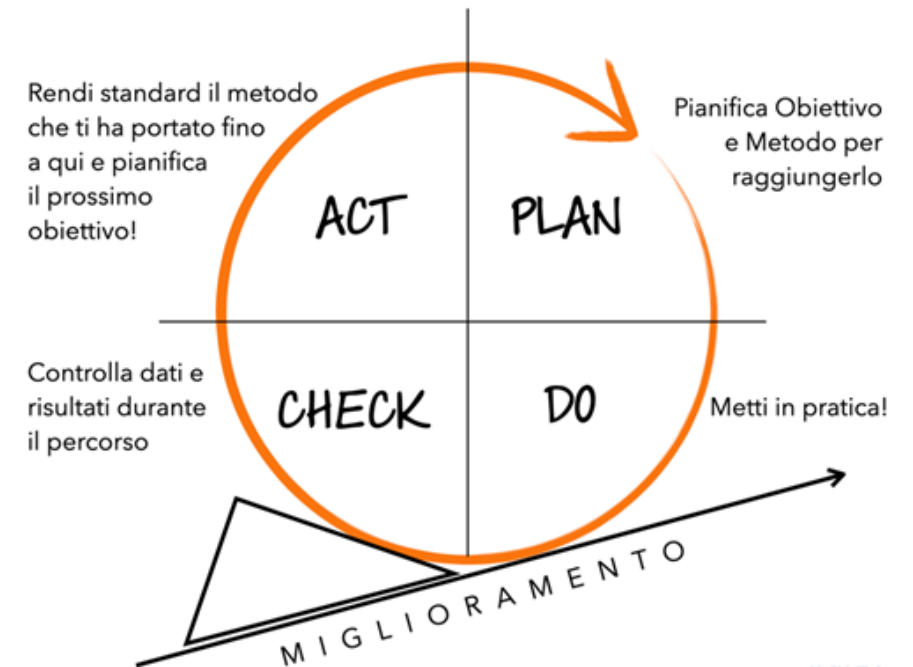 Rendi standard il metodo
che ti ha portato fino
a qui e pianifica
il prossimo
obiettivo!
Pianifica Obiettivo
e Metodo per
raggiungerlo
ACT
PLAN
CHECK
DO
Controlla dati e
risultati durante
il percorso
Metti in pratica!
MIGLIORAMENTO